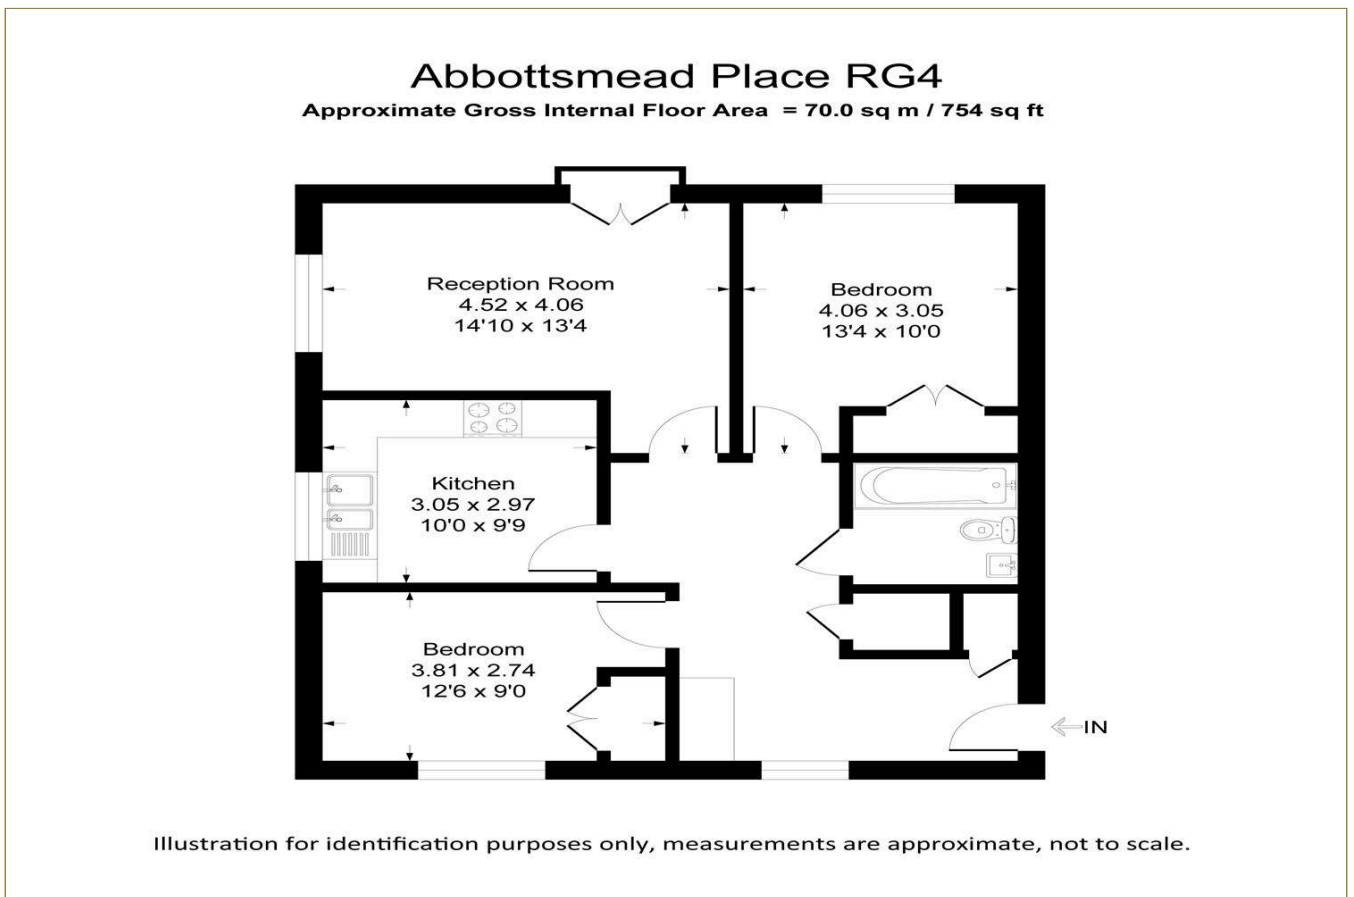 Abbottsmead Place RG4
Approximate Gross Internal Floor Area = 70.0 sq m / 754 sq ft
Reception Room
4.52 x 4.06
14'10 x 13'4
Bedroom
4.06 x 3.05
13'4 x 10'0
Kitchen
3.05 x 2.97
10'0 x 9'9
Bedroom
3.81 x 2.74
12'6 x 9'0
IN
Illustration for identification purposes only, measurements are approximate, not to scale.